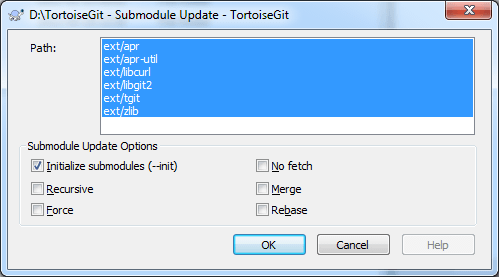 D:\TortoiseGit - Submodule Update - TortoiseGit
Path:
ext/apr
ext/apr-util
ext/libcurl
ext/libgit2
ext/tgit
ext/zlib
Submodule Update Options
Initialize submodules (--init)
No fetch
Recursive
Merge
Force
Rebase
OK
Cancel
Help